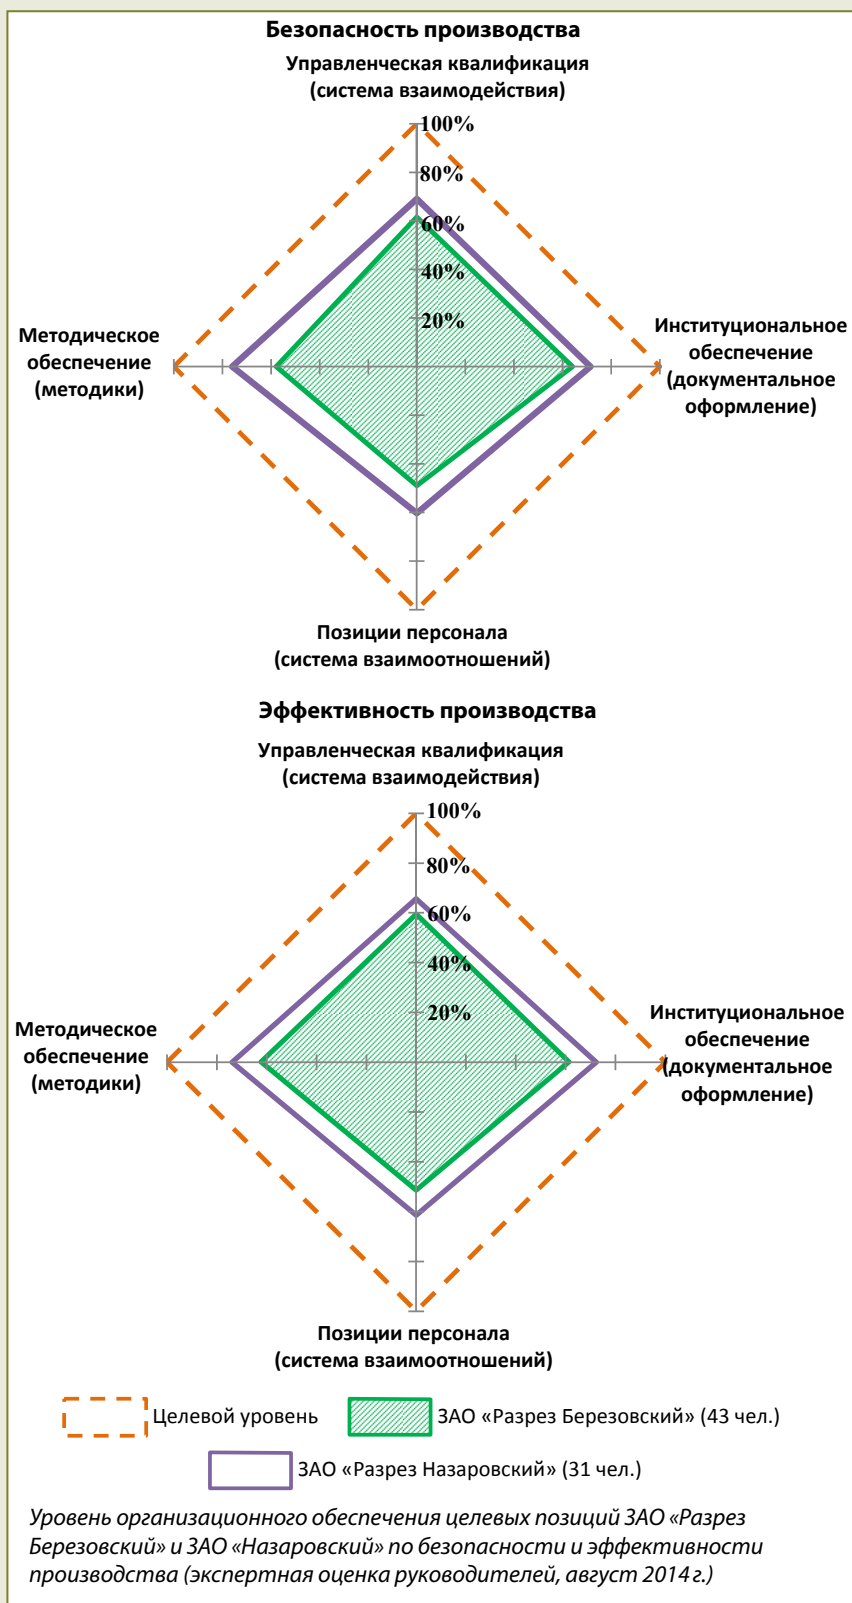 Безопасность производства
Управленческая квалификация
(система взаимодействия)
100%
80%
60%
40%
20%
Методическое
обеспечение
(методики)
Институциональное
обеспечение
(документальное
оформление)
Позиции персонала
(система взаимоотношений)
Эффективность производства
Управленческая квалификация
(система взаимодействия)
100%
80%
60%
40%
20%
Методическое
обеспечение
(методики)
Институциональное
обеспечение
(документальное
оформление)
Позиции персонала
(система взаимоотношений)
Целевой уровень
ЗАО «Разрез Березовский» (43 чел.)
ЗАО «Разрез Назаровский» (31 чел.)
Уровень организационного обеспечения целевых позиций ЗАО «Разрез
Березовский» и ЗАО «Назаровский» по безопасности и эффективности
производства (экспертная оценка руководителей, август 2014 г.)